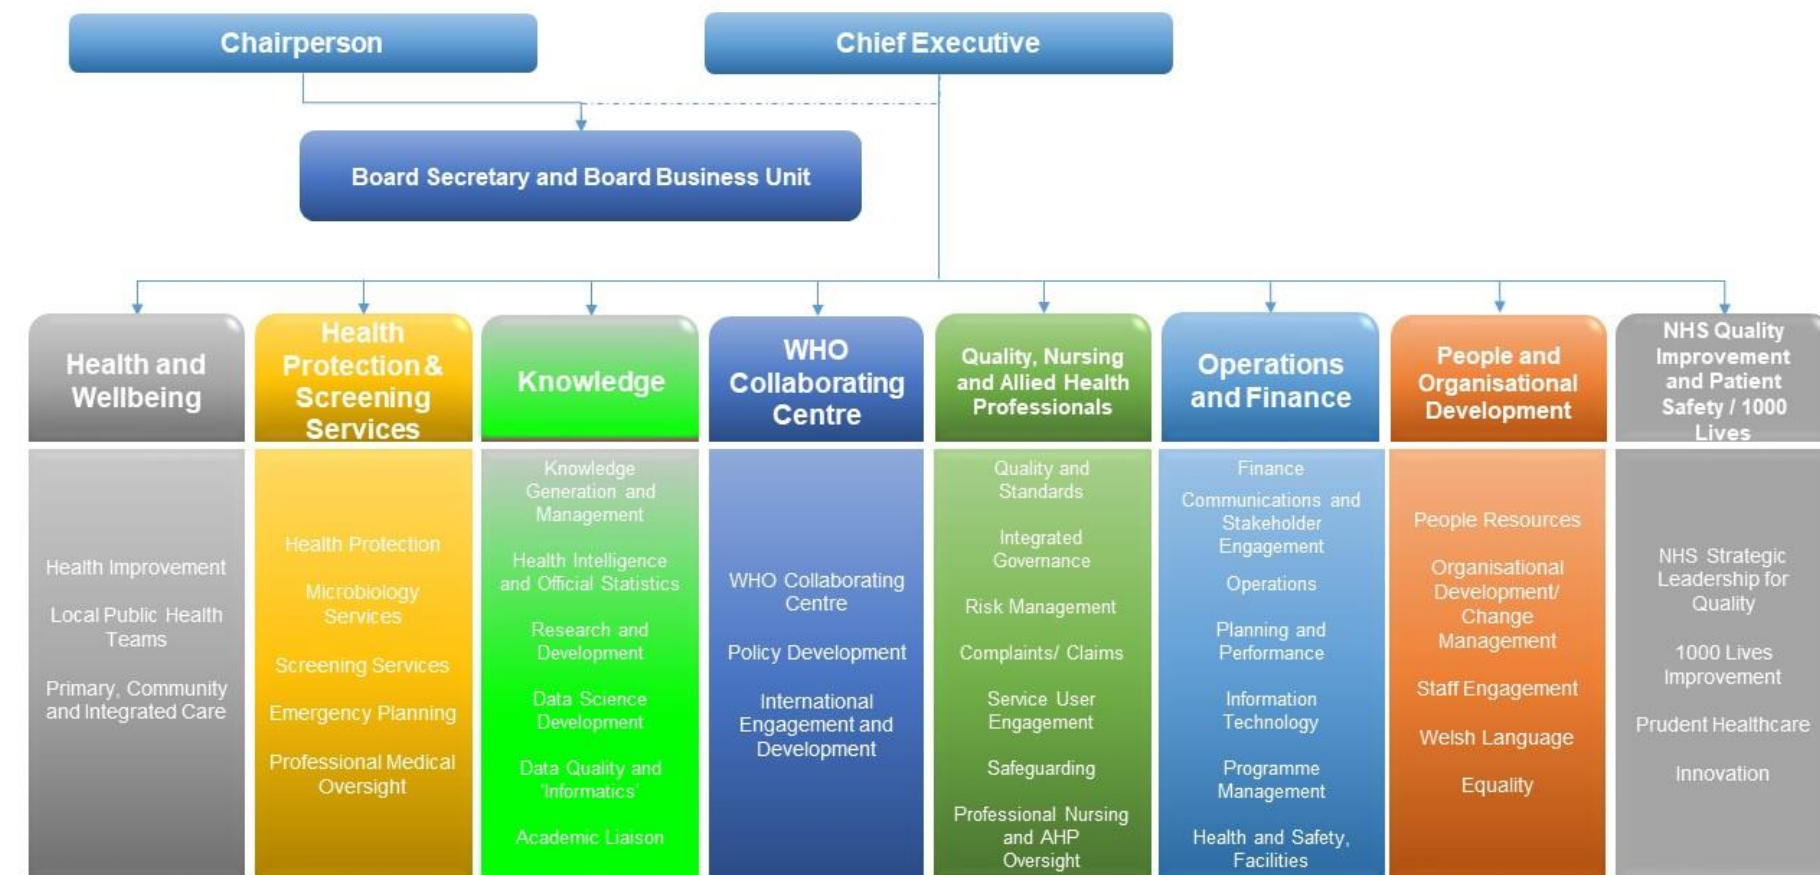 Chairperson
Chief Executive
Board Secretary and Board Business Unit
Health and
Wellbeing
Health
Protection &
Screening
Services
Knowledge
WHO
Collaborating
Centre
Quality, Nursing
and Allied Health
Professionals
Operations
and Finance
People and
Organisational
Development
NHS Quality
Improvement
and Patient
Safety / 1000
Lives
Health Improvement
Local Public Health
Teams
Primary, Community
and Integrated Care
Health Protection
Microbiology
Services
Screening Services
Emergency Planning
Professional Medical
Oversight
Knowledge
Generation and
Management
Health Intelligence
and Official Statistics
Research and
Development
Data Science
Development
Data Quality and
'Informatics'
Academic Liaison
WHO Collaborating
Centre
Policy Development
International
Engagement and
Development
Quality and
Standards
Integrated
Governance
Risk Management
Complaints/ Claims
Service User
Engagement
Safeguarding
Professional Nursing
and AHP
Oversight
Finance
Communications and
Stakeholder
Engagement
Operations
Planning and
Performance
Information
Technology
Programme
Management
Health and Safety,
Facilities
People Resources
Organisational
Development/
Change
Management
Staff Engagement
Welsh Language
Equality
NHS Strategic
Leadership for
Quality
1000 Lives
Improvement
Prudent Healthcare
Innovation